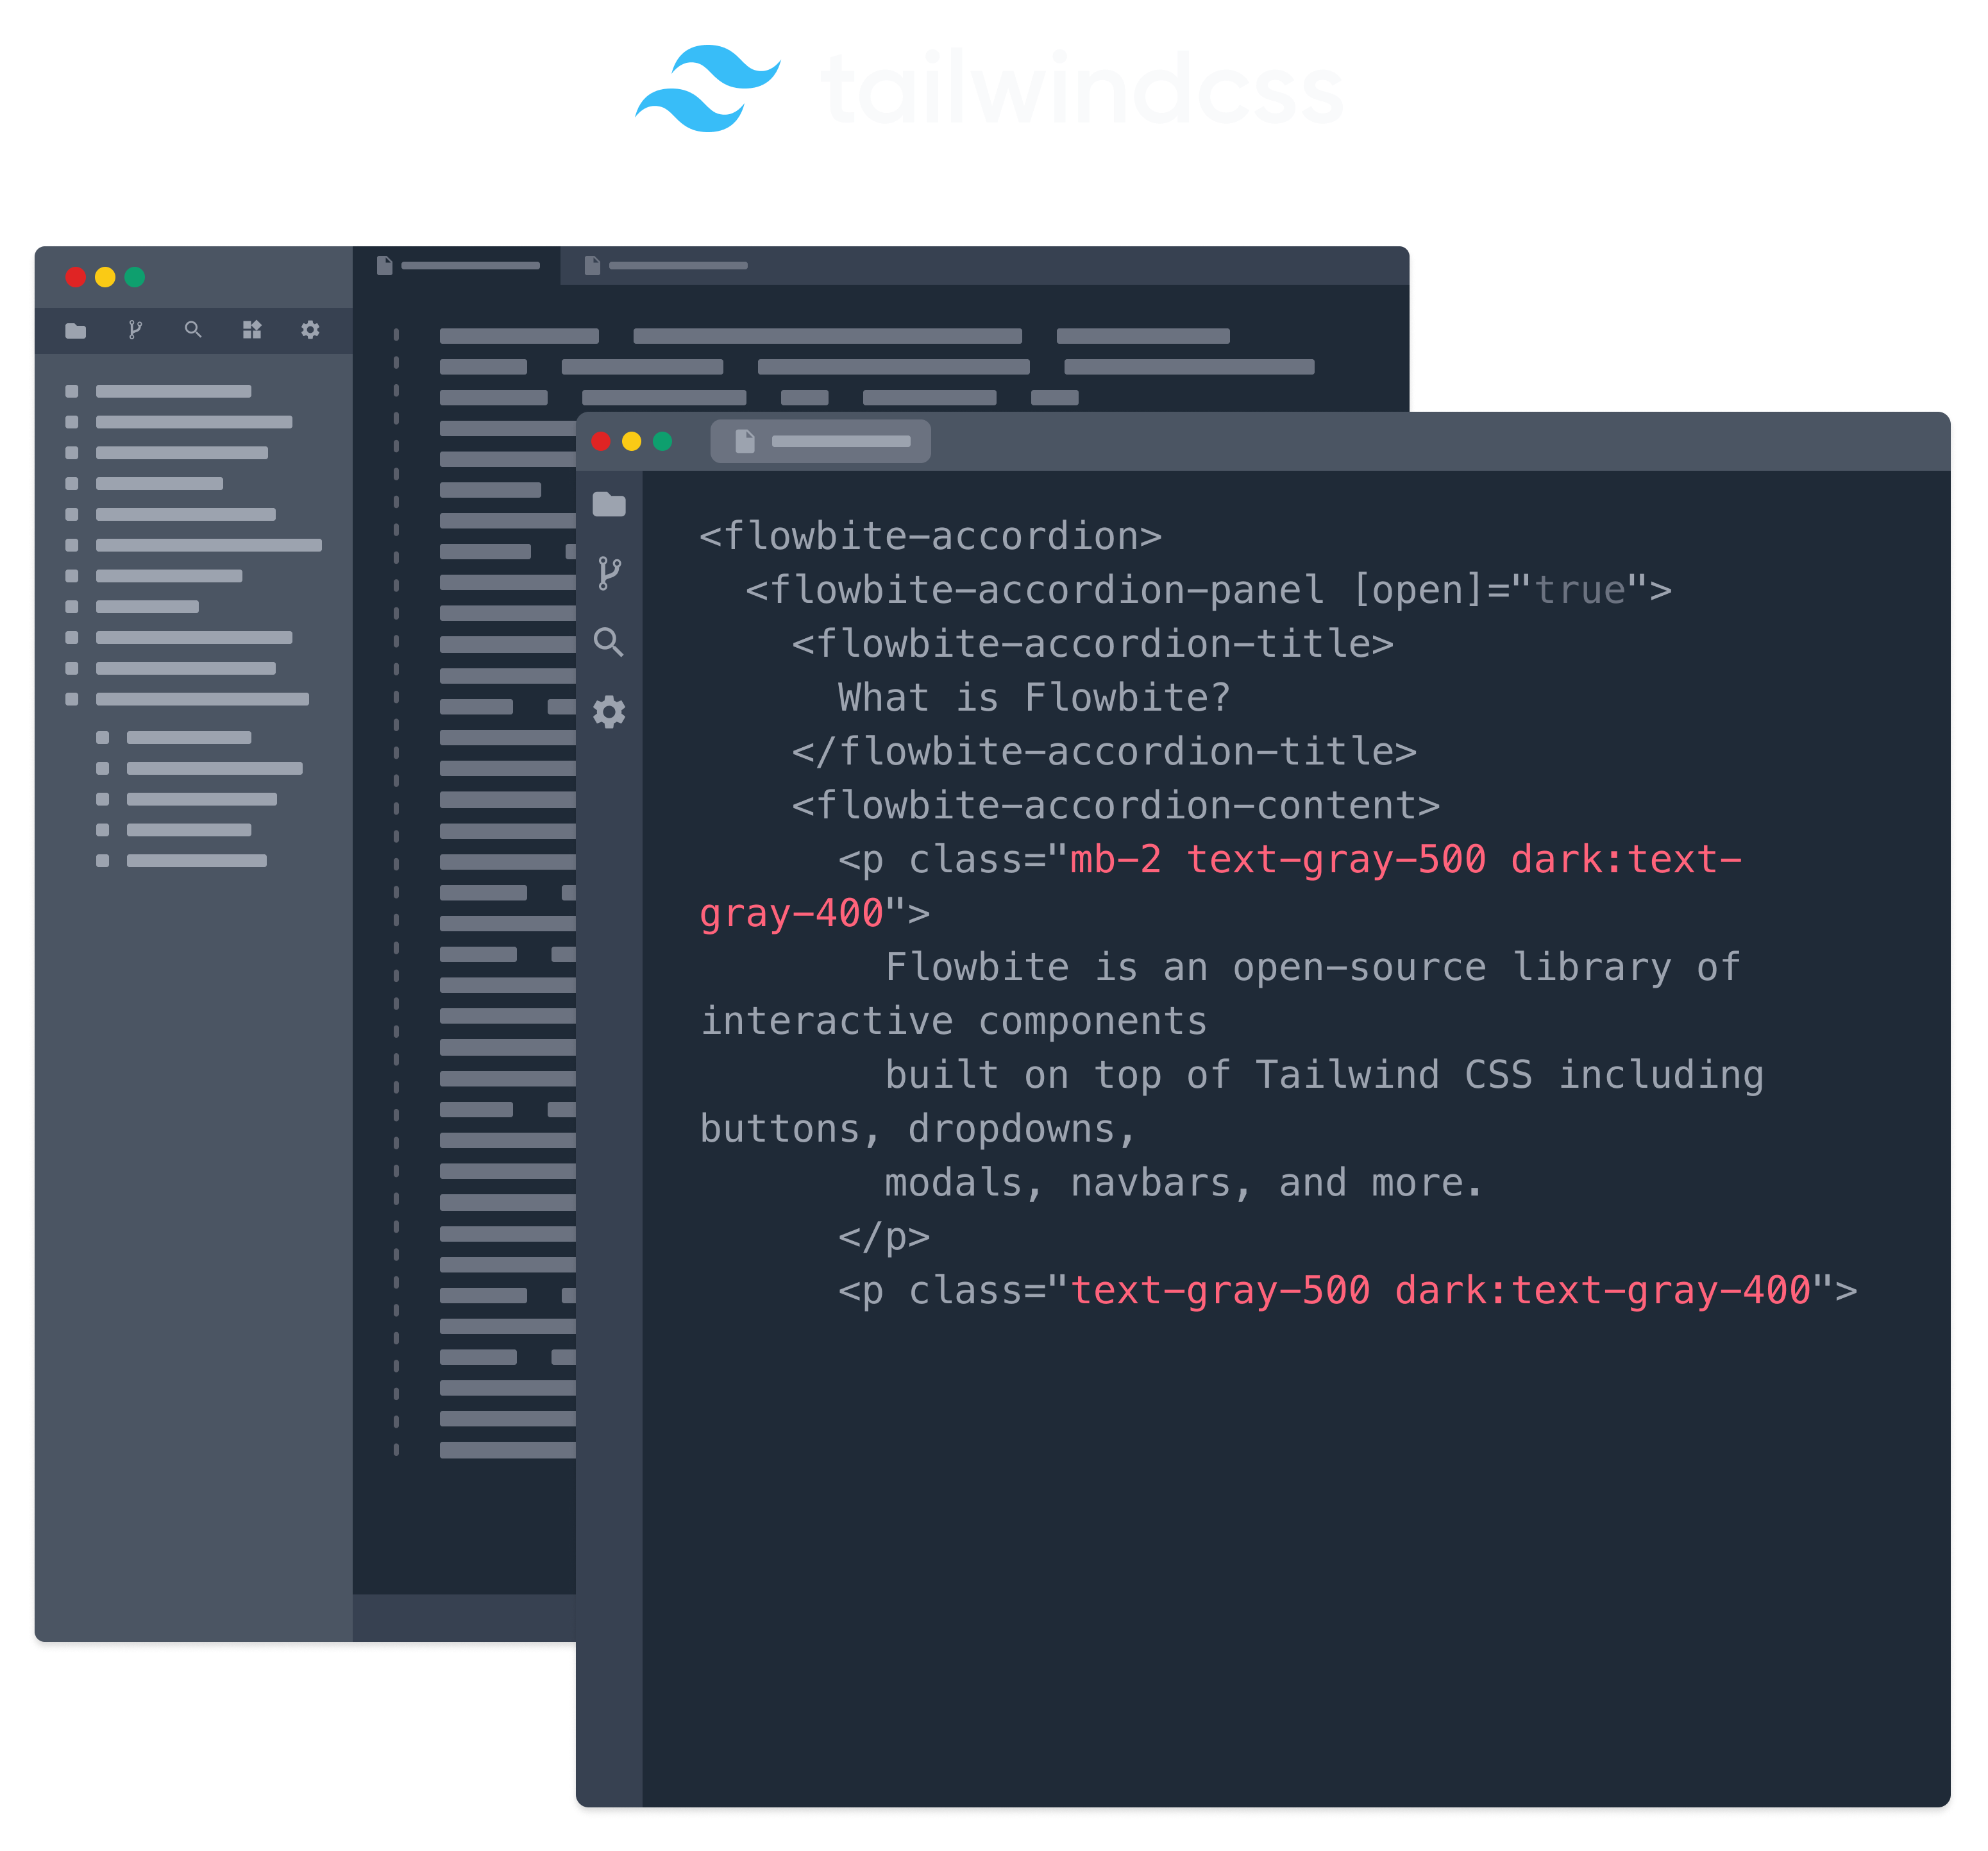 tailwindcss
<flowbite-accordion>
<flowbite-accordion-panel [open]="true">
<flowbite-accordion-title>
What is Flowbite?
</flowbite-accordion-title>
<flowbite-accordion-content>
<p class="mb-2 text-gray-500 dark:text-
gray-400">
Flowbite is an open-source library of
interactive components
built on top of Tailwind CSS including
buttons, dropdowns,
modals, navbars, and more.
</p>
<p class="text-gray-500 dark:text-gray-400">